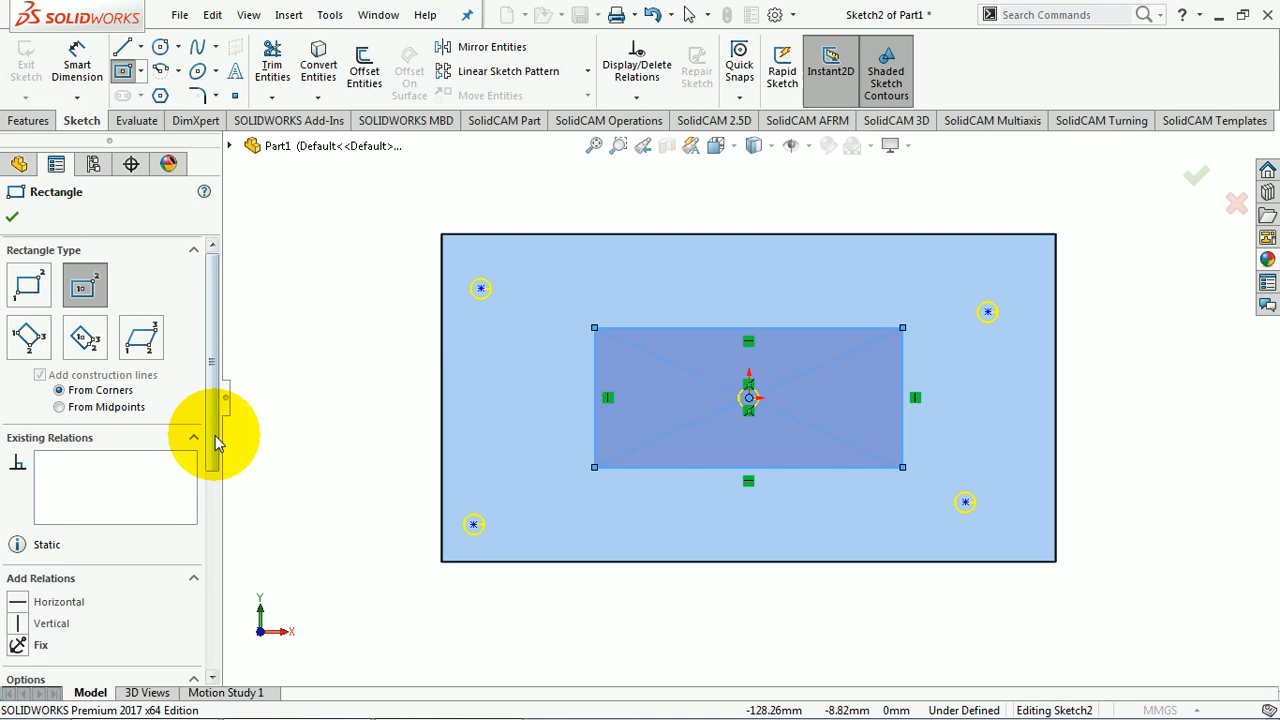 SOLIDWORKS File Edit View Insert Tools Window Help Sketch2 of Part1 * Search Commands ?
Exit Sketch
Smart Dimension
Trim Entities
Convert Entities
Offset Entities
Offset On Surface
Mirror Entities
Linear Sketch Pattern
Move Entities
Display/Delete Relations
Repair Sketch
Quick Snaps
Rapid Sketch
Instant2D
Shaded Sketch Contours
Features Sketch Evaluate DimXpert SOLIDWORKS Add-Ins SOLIDWORKS MBD SolidCAM Part SolidCAM Operations SolidCAM 2.5D SolidCAM AFRM SolidCAM 3D SolidCAM Multiaxis SolidCAM Turning SolidCAM Templates
Part1 (Default<<Default>...
Rectangle
Rectangle Type
Add construction lines
From Corners
From Midpoints
Existing Relations
Static
Add Relations
Horizontal
Vertical
Fix
Options
Y
X
Model 3D Views Motion Study 1
SOLIDWORKS Premium 2017 x64 Edition -128.26mm -8.82mm 0mm Under Defined Editing Sketch2 MMGS